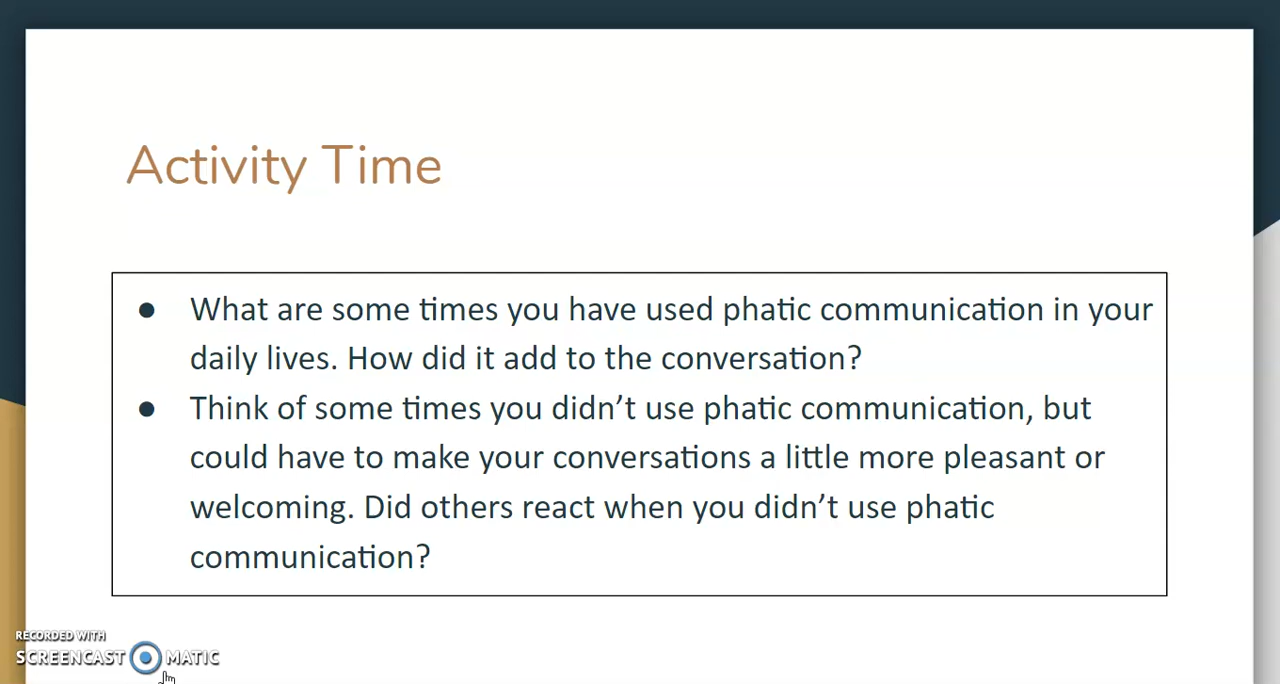 Activity Time
● What are some times you have used phatic communication in your
daily lives. How did it add to the conversation?
● Think of some times you didn’t use phatic communication, but
could have to make your conversations a little more pleasant or
welcoming. Did others react when you didn’t use phatic
communication?
RECORDED WITH
SCREENCAST MATIC